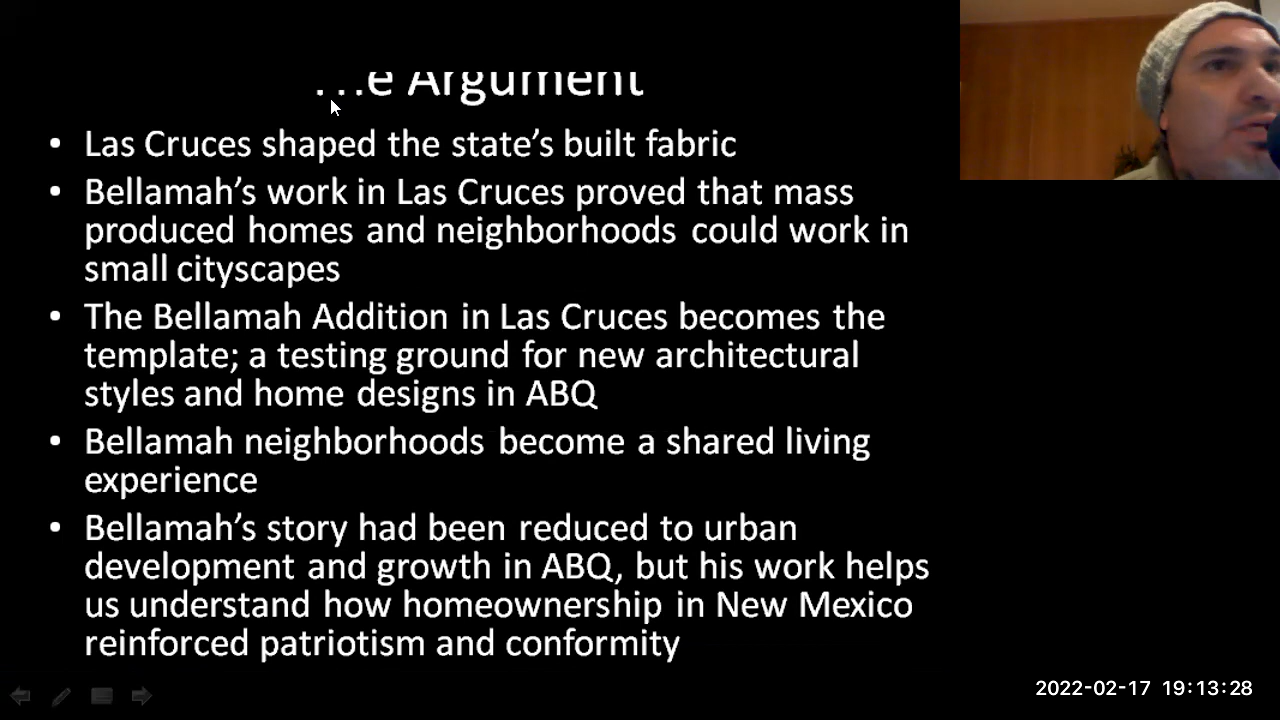 Argument
• Las Cruces shaped the state’s built fabric
• Bellamah’s work in Las Cruces proved that mass
produced homes and neighborhoods could work in
small cityscapes
• The Bellamah Addition in Las Cruces becomes the
template; a testing ground for new architectural
styles and home designs in ABQ
• Bellamah neighborhoods become a shared living
experience
• Bellamah’s story had been reduced to urban
development and growth in ABQ, but his work helps
us understand how homeownership in New Mexico
reinforced patriotism and conformity
2022-02-17 19:13:28